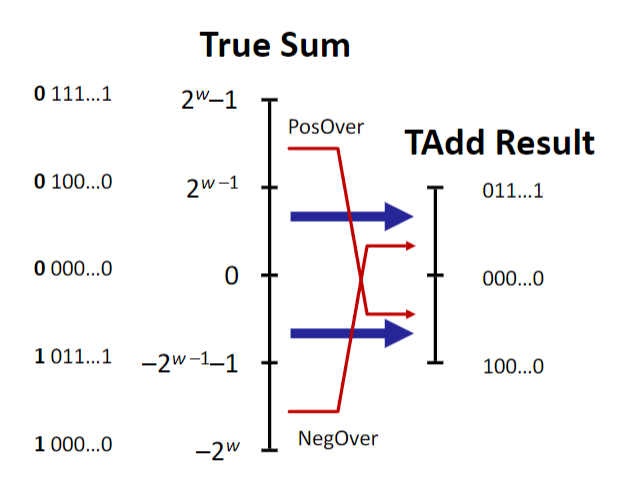 True Sum
0 111...1 2ʷ–1
PosOver
TAdd Result
0 100...0 2ʷ⁻¹ 011...1
0 000...0 0 000...0
1 011...1 –2ʷ⁻¹–1 100...0
NegOver
1 000...0 –2ʷ